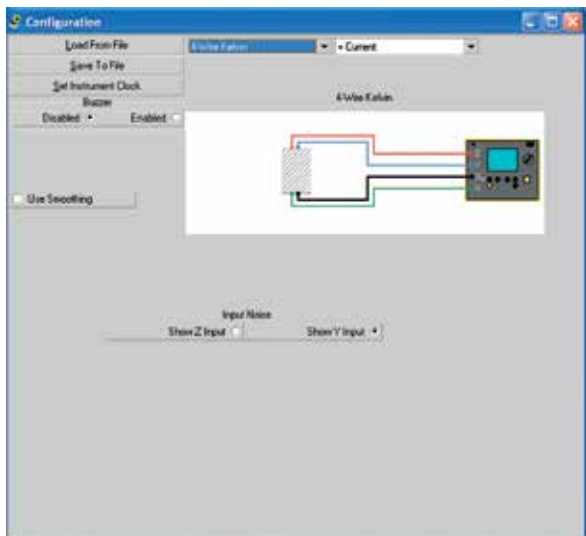 Configuration
Load From File
4-Wire Kelvin
+ Current
Save To File
Set Instrument Clock
Buzzer
4-Wire Kelvin
Disabled
Enabled
Use Smoothing
Input Noise
Show Z Input
Show Y Input